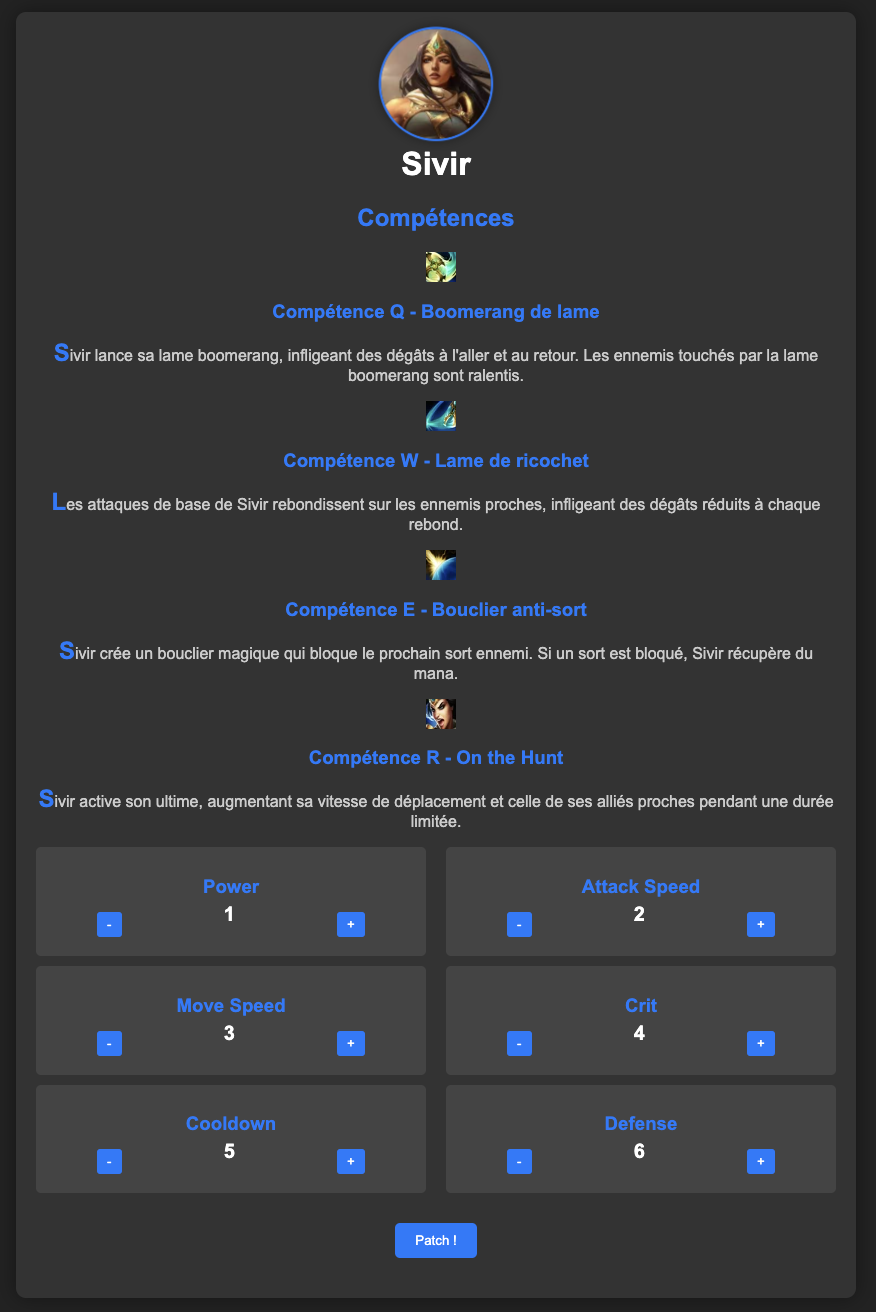 Sivir
Compétences
Compétence Q - Boomerang de lame
Sivir lance sa lame boomerang, infligeant des dégâts à l'aller et au retour. Les ennemis touchés par la lame
boomerang sont ralentis.
Compétence W - Lame de ricochet
Les attaques de base de Sivir rebondissent sur les ennemis proches, infligeant des dégâts réduits à chaque
rebond.
Compétence E - Bouclier anti-sort
Sivir crée un bouclier magique qui bloque le prochain sort ennemi. Si un sort est bloqué, Sivir récupère du
mana.
Compétence R - On the Hunt
Sivir active son ultime, augmentant sa vitesse de déplacement et celle de ses alliés proches pendant une durée
limitée.
Power
- 1 +
Attack Speed
- 2 +
Move Speed
- 3 +
Crit
- 4 +
Cooldown
- 5 +
Defense
- 6 +
Patch !